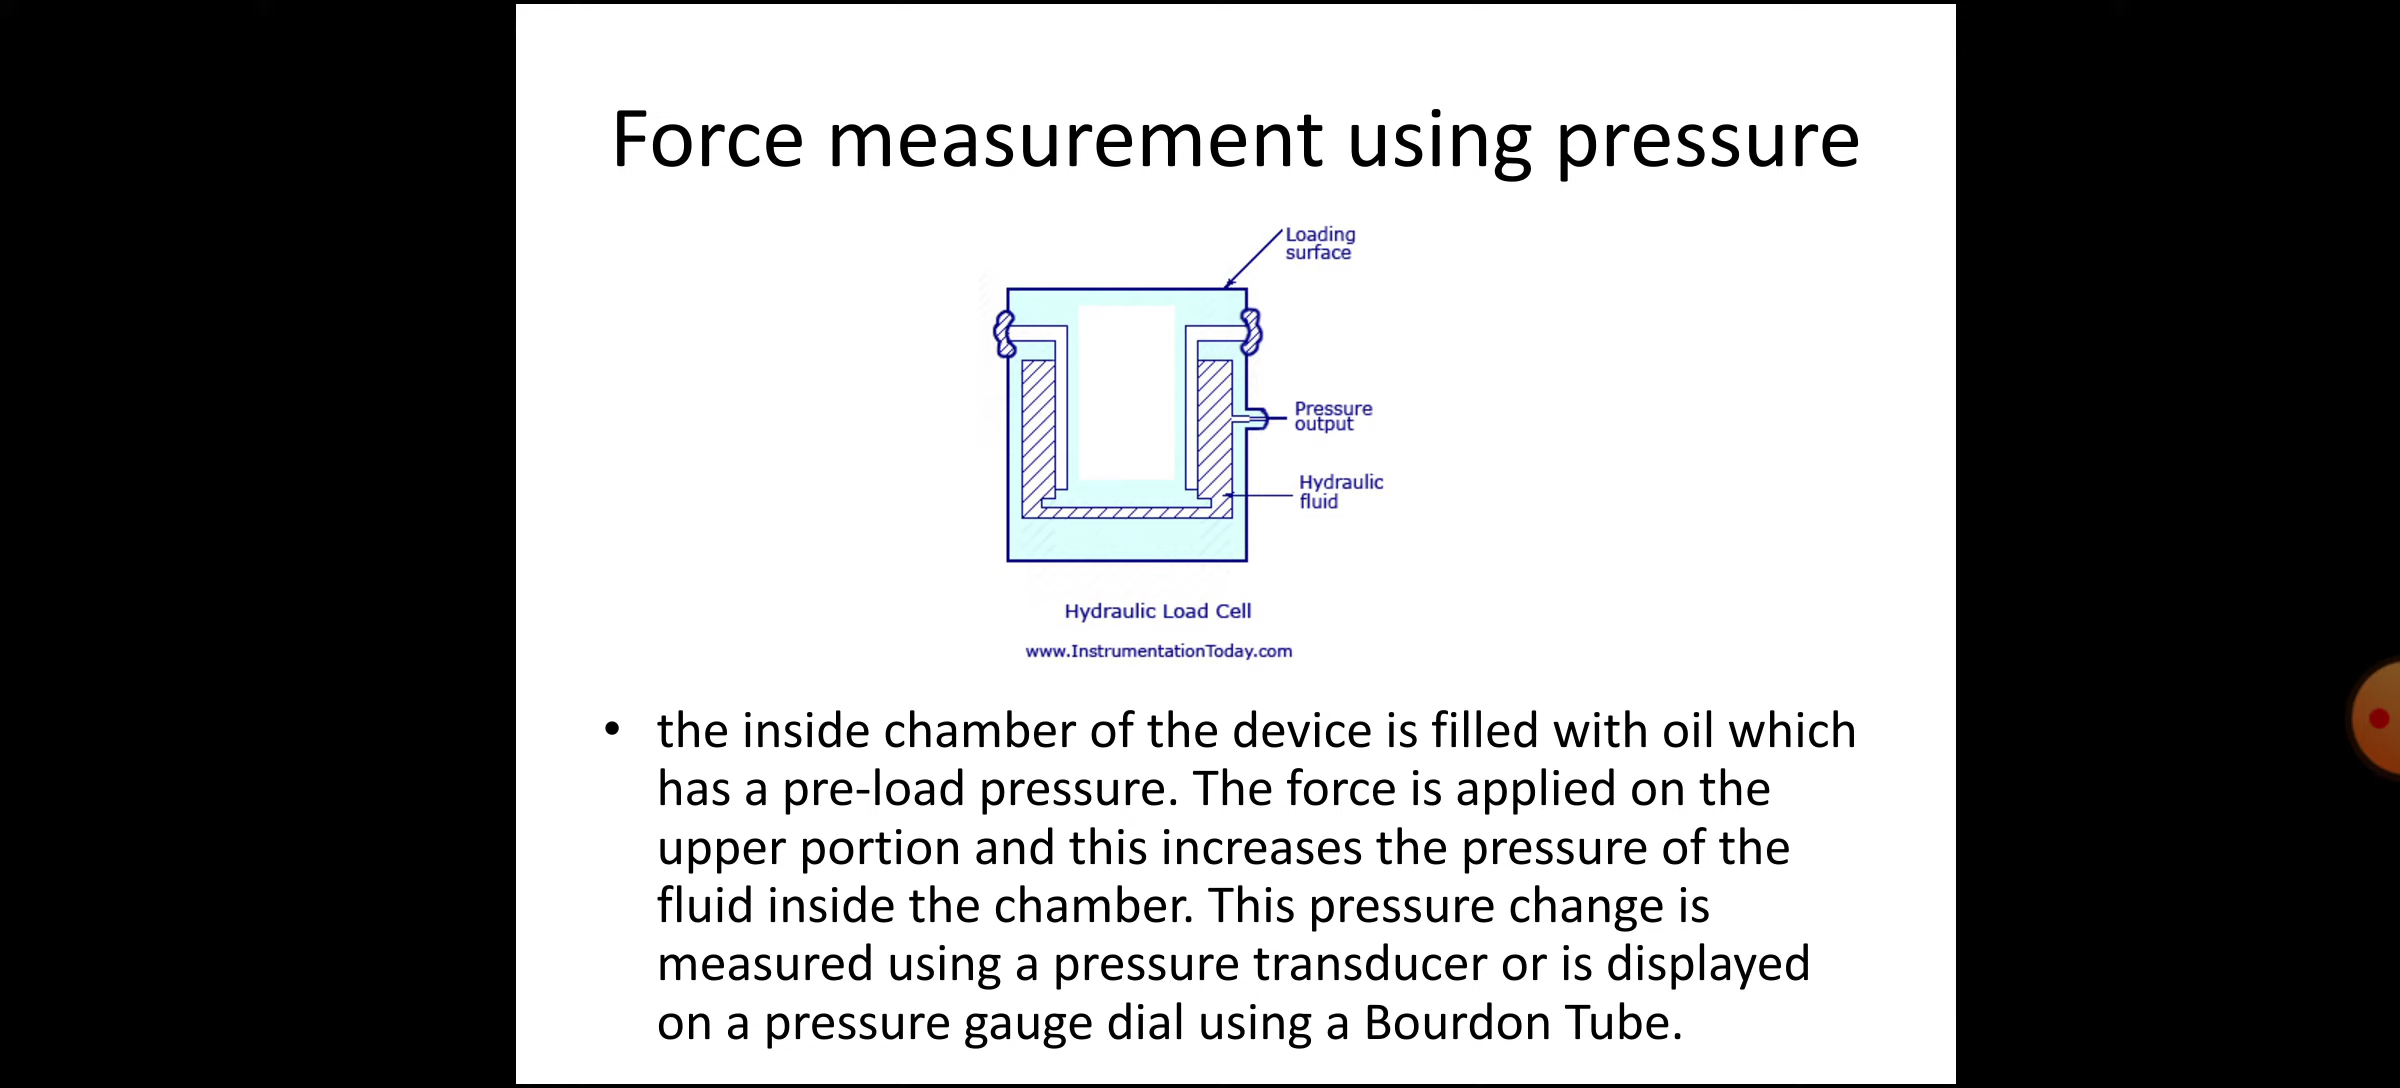 Force measurement using pressure
Loading
surface
Pressure
output
Hydraulic
fluid
Hydraulic Load Cell
www.InstrumentationToday.com
• the inside chamber of the device is filled with oil which
has a pre-load pressure. The force is applied on the
upper portion and this increases the pressure of the
fluid inside the chamber. This pressure change is
measured using a pressure transducer or is displayed
on a pressure gauge dial using a Bourdon Tube.